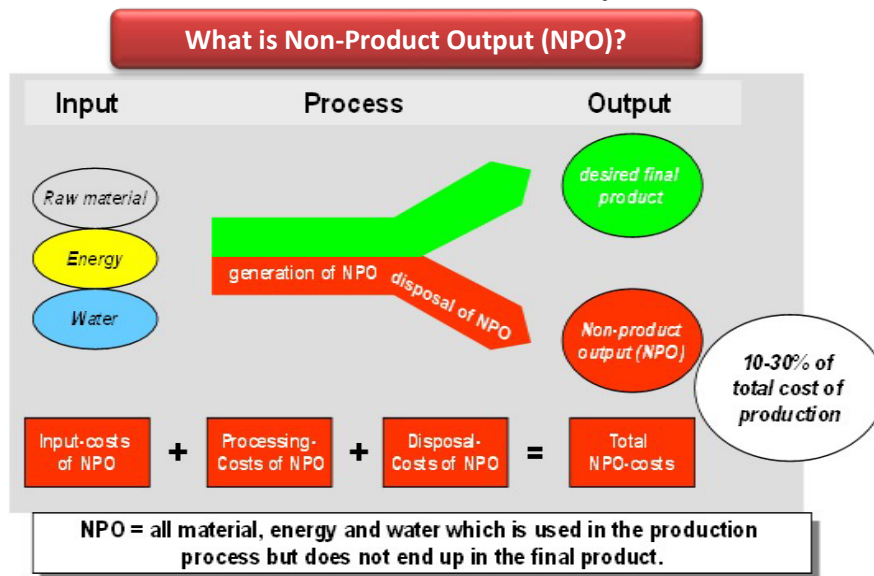 What is Non-Product Output (NPO)?
Input
Process
Output
Raw material
Energy
Water
generation of NPO
disposal of NPO
desired final
product
Non-product
output (NPO)
10-30% of
total cost of
production
Input-costs
of NPO
+
Processing-
Costs of NPO
+
Disposal-
Costs of NPO
=
Total
NPO-costs
NPO = all material, energy and water which is used in the production
process but does not end up in the final product.